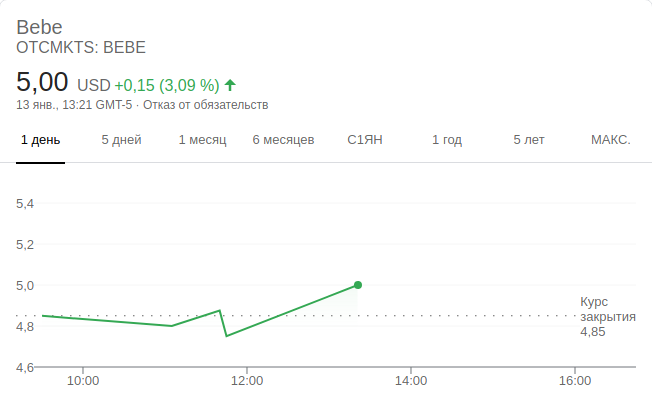 Bebe
OTCMKTS: BEBE
5,00 USD +0,15 (3,09 %)
13 янв., 13:21 GMT-5 · Отказ от обязательств
1 день 5 дней 1 месяц 6 месяцев С1ЯН 1 год 5 лет МАКС.
5,4
5,2
5,0
Курс
закрытия
4,85
4,8
4,6
10:00 12:00 14:00 16:00